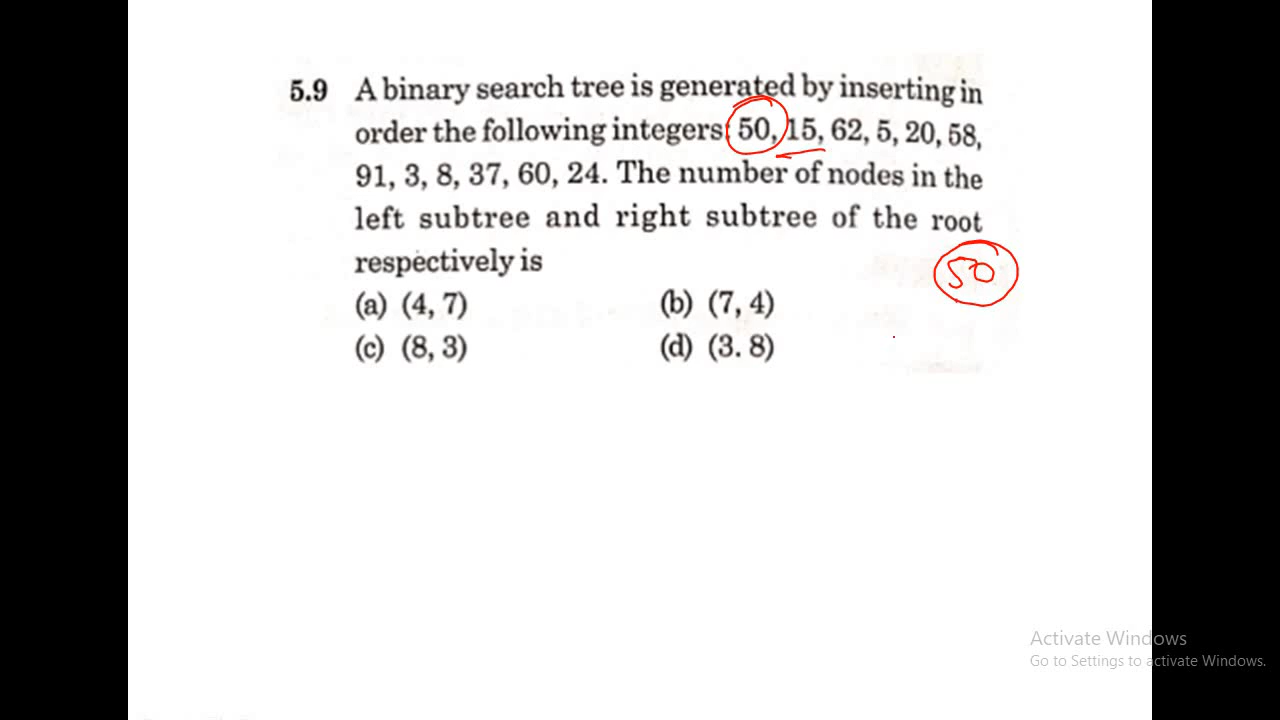 5.9 A binary search tree is generated by inserting in
order the following integers: 50, 15, 62, 5, 20, 58,
91, 3, 8, 37, 60, 24. The number of nodes in the
left subtree and right subtree of the root
respectively is
50
(a) (4, 7) (b) (7, 4)
(c) (8, 3) (d) (3. 8)
Activate Windows
Go to Settings to activate Windows.